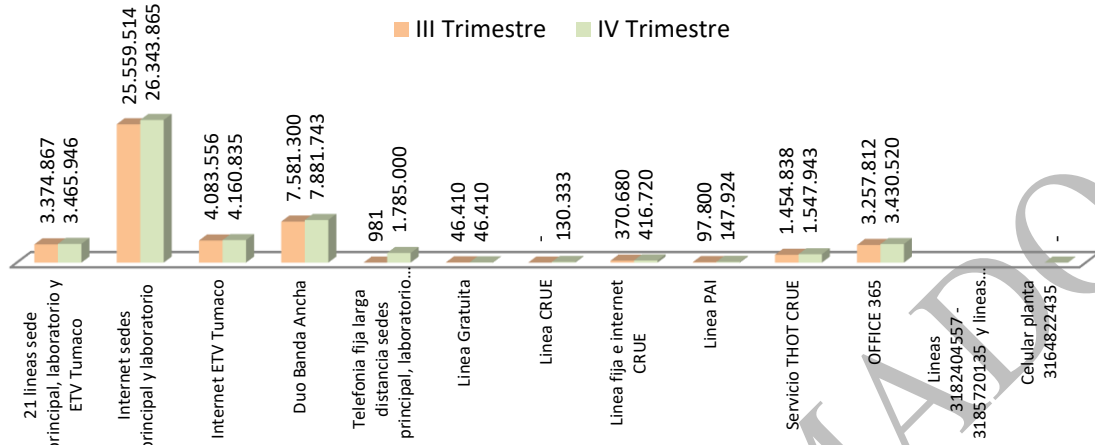 III Trimestre IV Trimestre
3.374.867
3.465.946
25.559.514
26.343.865
4.083.556
4.160.835
7.581.300
7.881.743
981
1.785.000
46.410
46.410
-
130.333
370.680
416.720
97.800
147.924
1.454.838
1.547.943
3.257.812
3.430.520
-
21 lineas sede
principal, laboratorio y
ETV Tumaco
Internet sedes
principal y laboratorio
Internet ETV Tumaco
Duo Banda Ancha
Telefonia fija larga
distancia sedes
principal, laboratorio...
Linea Gratuita
Linea CRUE
Linea fija e internet
CRUE
Linea PAI
Servicio THOT CRUE
OFFICE 365
Lineas
3182404557 -
3185720135 y lineas...
Celular planta
3164822435
MADO